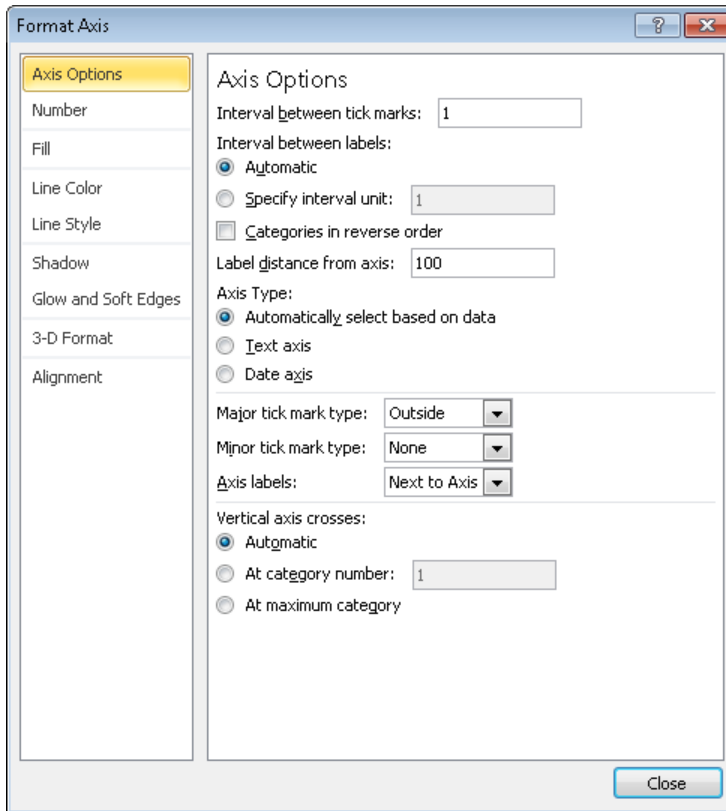 Format Axis
Axis Options
Number
Fill
Line Color
Line Style
Shadow
Glow and Soft Edges
3-D Format
Alignment
Axis Options
Interval between tick marks: 1
Interval between labels:
Automatic
Specify interval unit: 1
Categories in reverse order
Label distance from axis: 100
Axis Type:
Automatically select based on data
Text axis
Date axis
Major tick mark type: Outside
Minor tick mark type: None
Axis labels: Next to Axis
Vertical axis crosses:
Automatic
At category number: 1
At maximum category
Close